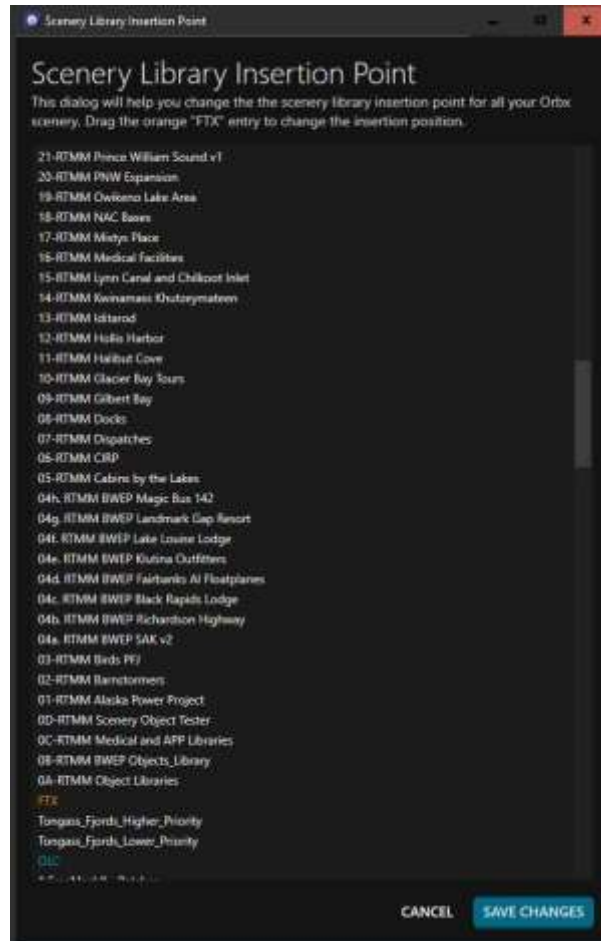 Scenery Library Insertion Point
Scenery Library Insertion Point
This dialog will help you change the the scenery library insertion point for all your Orbx
scenery. Drag the orange "FTX" entry to change the insertion position.
21-RTMM Prince William Sound v1
20-RTMM PNW Expansion
19-RTMM Owikeno Lake Area
18-RTMM NAC Bases
17-RTMM Mistys Place
16-RTMM Medical Facilities
15-RTMM Lynn Canal and Chilkoot Inlet
14-RTMM Kwinamass Khutzeymateen
13-RTMM Iditarod
12-RTMM Hollis Harbor
11-RTMM Halibut Cove
10-RTMM Glacier Bay Tours
09-RTMM Gilbert Bay
08-RTMM Docks
07-RTMM Dispatches
06-RTMM CIRP
05-RTMM Cabins by the Lakes
04h. RTMM BWEP Magic Bus 142
04g. RTMM BWEP Landmark Gap Resort
04f. RTMM BWEP Lake Louise Lodge
04e. RTMM BWEP Klutina Outfitters
04d. RTMM BWEP Fairbanks AI Floatplanes
04c. RTMM BWEP Black Rapids Lodge
04b. RTMM BWEP Richardson Highway
04a. RTMM BWEP SAK v2
03-RTMM Birds PFJ
02-RTMM Barnstormers
01-RTMM Alaska Power Project
0D-RTMM Scenery Object Tester
0C-RTMM Medical and APP Libraries
0B-RTMM BWEP Objects_Library
0A-RTMM Object Libraries
FTX
Tongass_Fjords_Higher_Priority
Tongass_Fjords_Lower_Priority
OLC
CANCEL
SAVE CHANGES